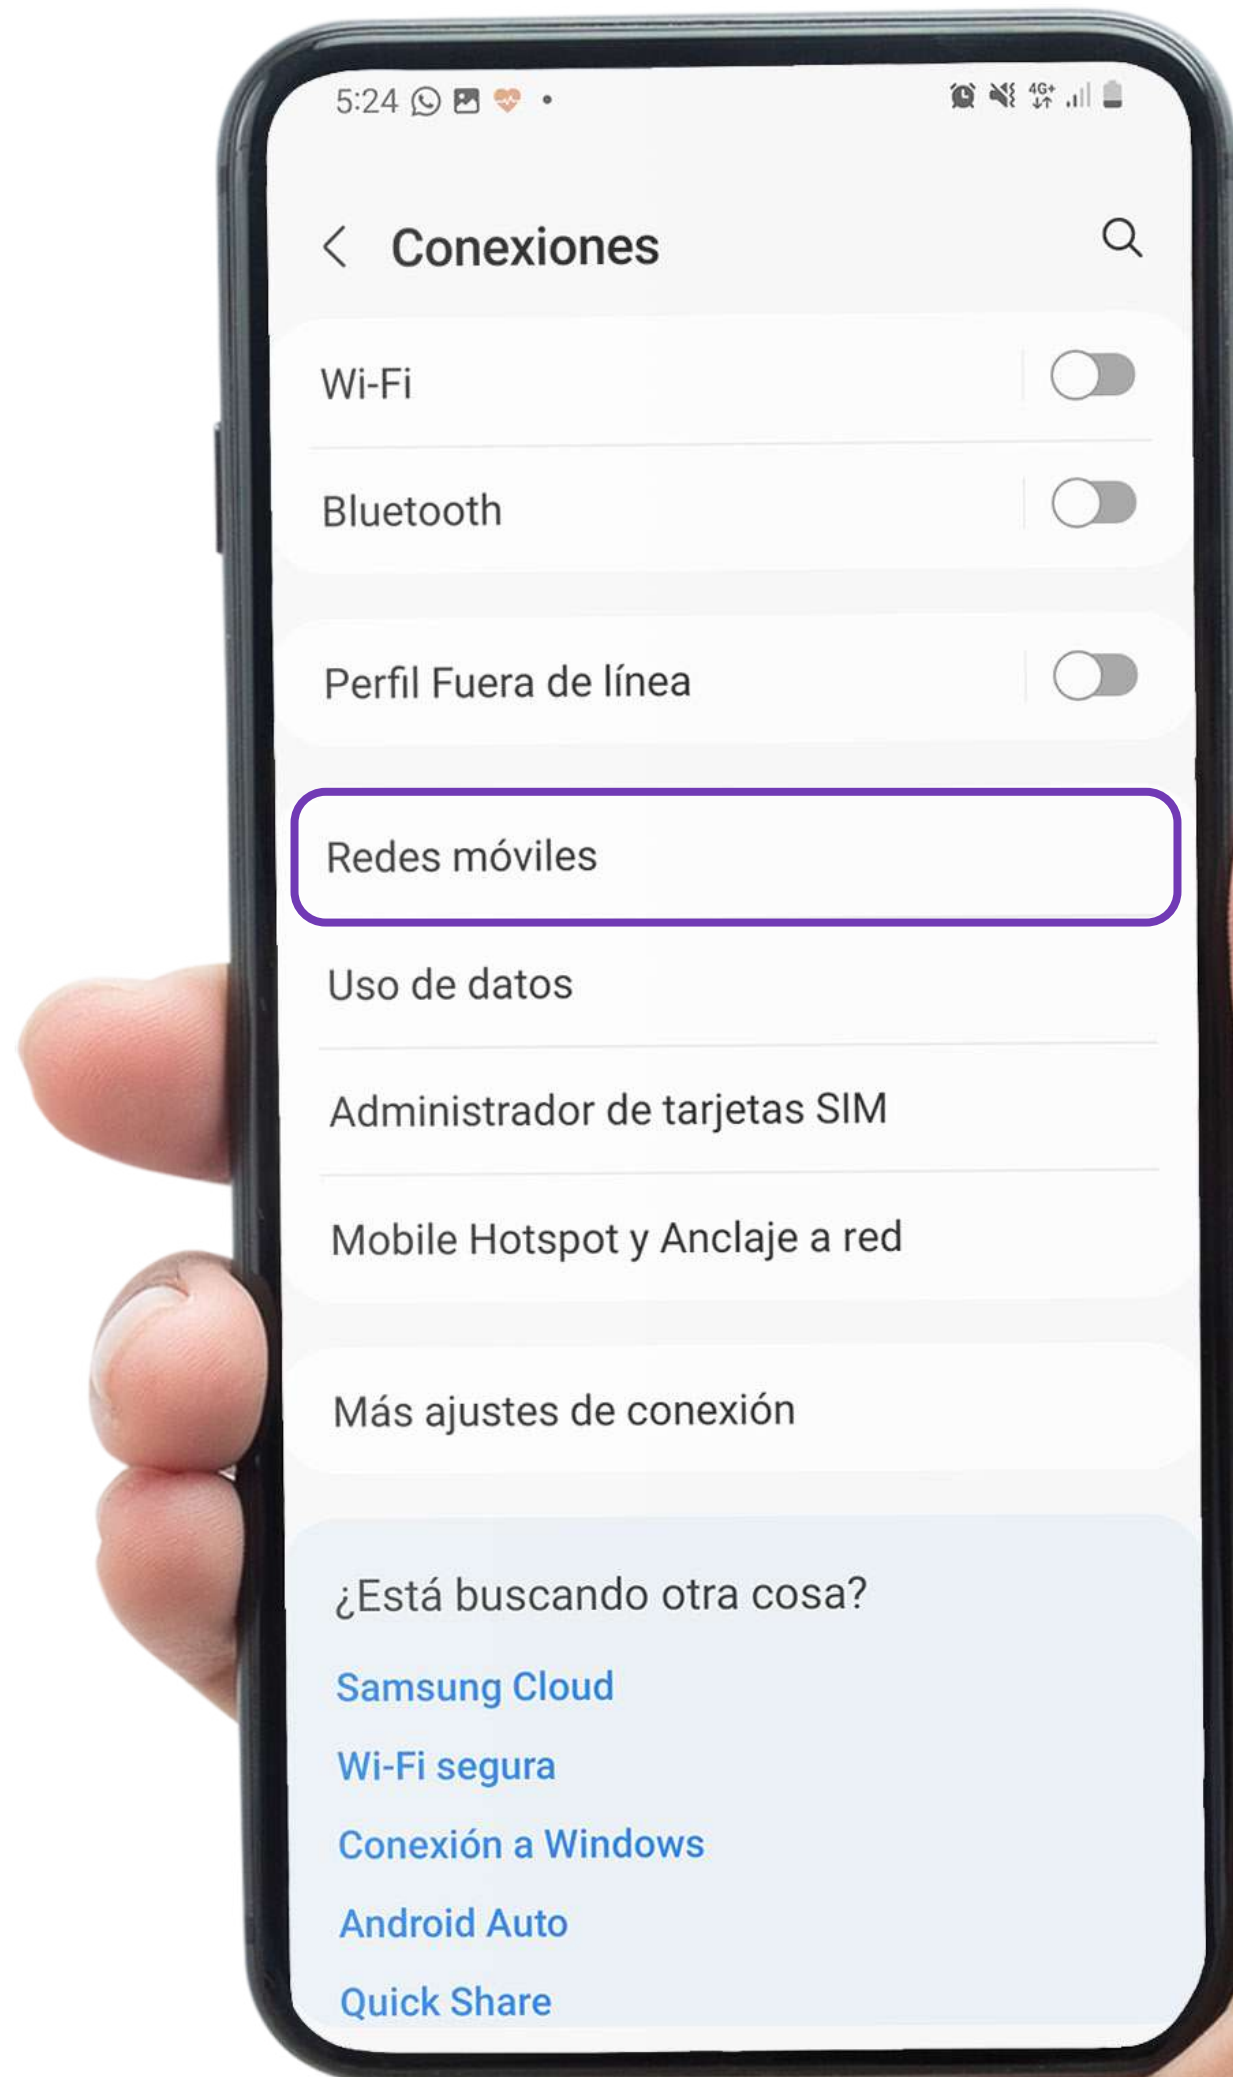 5:24
4G+
Conexiones
Wi-Fi
Bluetooth
Perfil Fuera de línea
Redes móviles
Uso de datos
Administrador de tarjetas SIM
Mobile Hotspot y Anclaje a red
Más ajustes de conexión
¿Está buscando otra cosa?
Samsung Cloud
Wi-Fi segura
Conexión a Windows
Android Auto
Quick Share